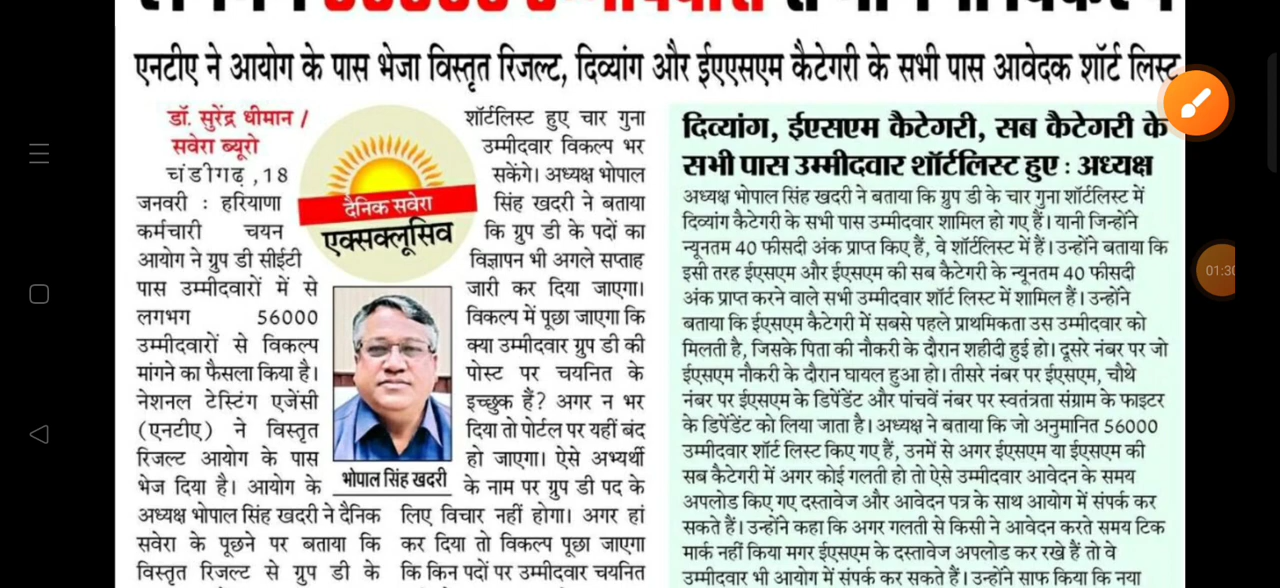 एनटीए ने आयोग के पास भेजा विस्तृत रिजल्ट, दिव्यांग और ईएएसएम कैटेगरी के सभी पास आवेदक शॉर्ट लिस्ट
डॉ. सुरेंद्र धीमान /
सवेरा ब्यूरो
चंडीगढ़ ,18
जनवरी : हरियाणा
कर्मचारी चयन
आयोग ने ग्रुप डी सीईटी
पास उम्मीदवारों में से
लगभग 56000
उम्मीदवारों से विकल्प
मांगने का फैसला किया है।
नेशनल टेस्टिंग एजेंसी
(एनटीए) ने विस्तृत
रिजल्ट आयोग के पास
भेज दिया है। आयोग के
अध्यक्ष भोपाल सिंह खदरी ने दैनिक
सवेरा के पूछने पर बताया कि
विस्तृत रिजल्ट से ग्रुप डी के
दैनिक सवेरा
एक्सक्लूसिव
भोपाल सिंह खदरी
शॉर्टलिस्ट हुए चार गुना
उम्मीदवार विकल्प भर
सकेंगे। अध्यक्ष भोपाल
सिंह खदरी ने बताया
कि ग्रुप डी के पदों का
विज्ञापन भी अगले सप्ताह
जारी कर दिया जाएगा।
विकल्प में पूछा जाएगा कि
क्या उम्मीदवार ग्रुप डी की
पोस्ट पर चयनित के
इच्छुक हैं? अगर न भर
दिया तो पोर्टल पर यहीं बंद
हो जाएगा। ऐसे अभ्यर्थी
के नाम पर ग्रुप डी पद के
लिए विचार नहीं होगा। अगर हां
कर दिया तो विकल्प पूछा जाएगा
कि किन पदों पर उम्मीदवार चयनित
दिव्यांग, ईएसएम कैटेगरी, सब कैटेगरी के
सभी पास उम्मीदवार शॉर्टलिस्ट हुए : अध्यक्ष
अध्यक्ष भोपाल सिंह खदरी ने बताया कि ग्रुप डी के चार गुना शॉर्टलिस्ट में
दिव्यांग कैटेगरी के सभी पास उम्मीदवार शामिल हो गए हैं। यानी जिन्होंने
न्यूनतम 40 फीसदी अंक प्राप्त किए हैं, वे शॉर्टलिस्ट में हैं। उन्होंने बताया कि
इसी तरह ईएसएम और ईएसएम की सब कैटेगरी के न्यूनतम 40 फीसदी
अंक प्राप्त करने वाले सभी उम्मीदवार शॉर्ट लिस्ट में शामिल हैं। उन्होंने
बताया कि ईएसएम कैटेगरी में सबसे पहले प्राथमिकता उस उम्मीदवार को
मिलती है, जिसके पिता की नौकरी के दौरान शहीदी हुई हो। दूसरे नंबर पर जो
ईएसएम नौकरी के दौरान घायल हुआ हो। तीसरे नंबर पर ईएसएम, चौथे
नंबर पर ईएसएम के डिपेंडेंट और पांचवें नंबर पर स्वतंत्रता संग्राम के फाइटर
के डिपेंडेंट को लिया जाता है। अध्यक्ष ने बताया कि जो अनुमानित 56000
उम्मीदवार शॉर्ट लिस्ट किए गए हैं, उनमें से अगर ईएसएम या ईएसएम की
सब कैटेगरी में अगर कोई गलती हो तो ऐसे उम्मीदवार आवेदन के समय
अपलोड किए गए दस्तावेज और आवेदन पत्र के साथ आयोग में संपर्क कर
सकते हैं। उन्होंने कहा कि अगर गलती से किसी ने आवेदन करते समय टिक
मार्क नहीं किया मगर ईएसएम के दस्तावेज अपलोड कर रखे हैं तो वे
उम्मीदवार भी आयोग में संपर्क कर सकते हैं। उन्होंने साफ किया कि नया
01:30